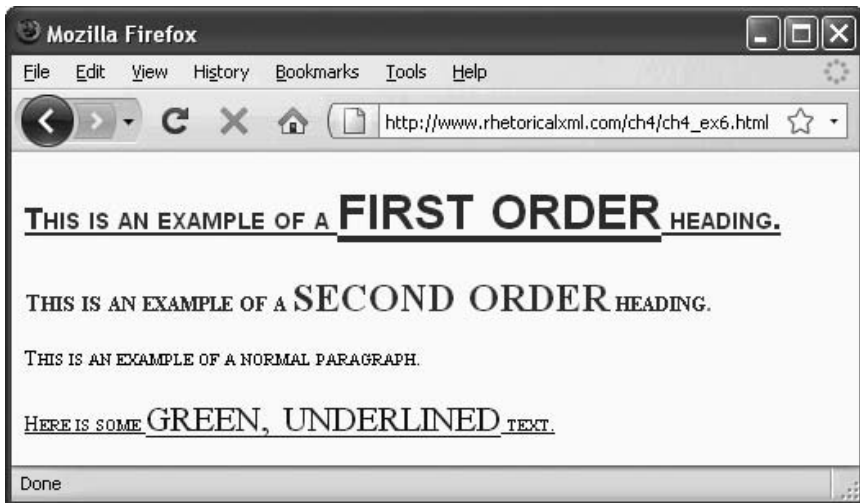 Mozilla Firefox
File Edit View History Bookmarks Tools Help
http://www.rhetoricalxml.com/ch4/ch4_ex6.html
This is an example of a FIRST ORDER heading.
This is an example of a SECOND ORDER heading.
This is an example of a normal paragraph.
Here is some GREEN, UNDERLINED text.
Done